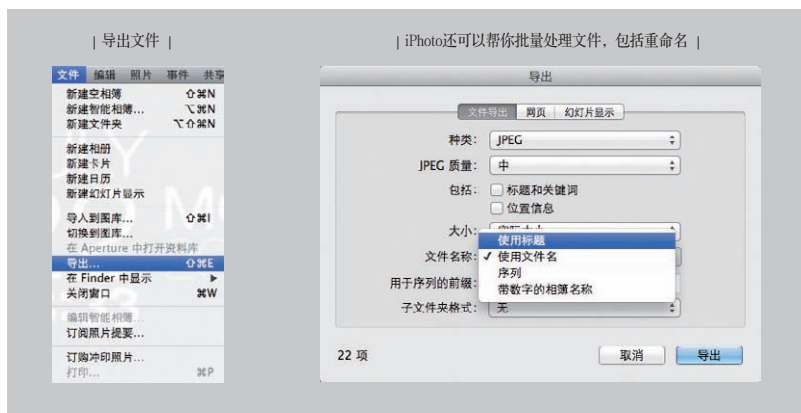 | 导出文件 |
文件 编辑 照片 事件 共享
新建空相簿 ⇧⌘N
新建智能相簿... ⌥⌘N
新建文件夹 ⌥⇧⌘N
新建相册
新建卡片
新建日历
新建幻灯片显示
导入到图库... ⇧⌘I
切换到图库...
在 Aperture 中打开资料库
导出... ⇧⌘E
在 Finder 中显示 ▶
关闭窗口 ⌘W
编辑智能相簿...
订阅照片提要...
订购冲印照片...
打印... ⌘P
| iPhoto还可以帮你批量处理文件，包括重命名 |
导出
文件导出 网页 幻灯片显示
种类： JPEG
JPEG 质量： 中
包括： 标题和关键词
位置信息
大小： 实际大小
使用标题
文件名称： ✓ 使用文件名
序列
用于序列的前缀：
带数字的相簿名称
子文件夹格式： 无
22 项 取消 导出